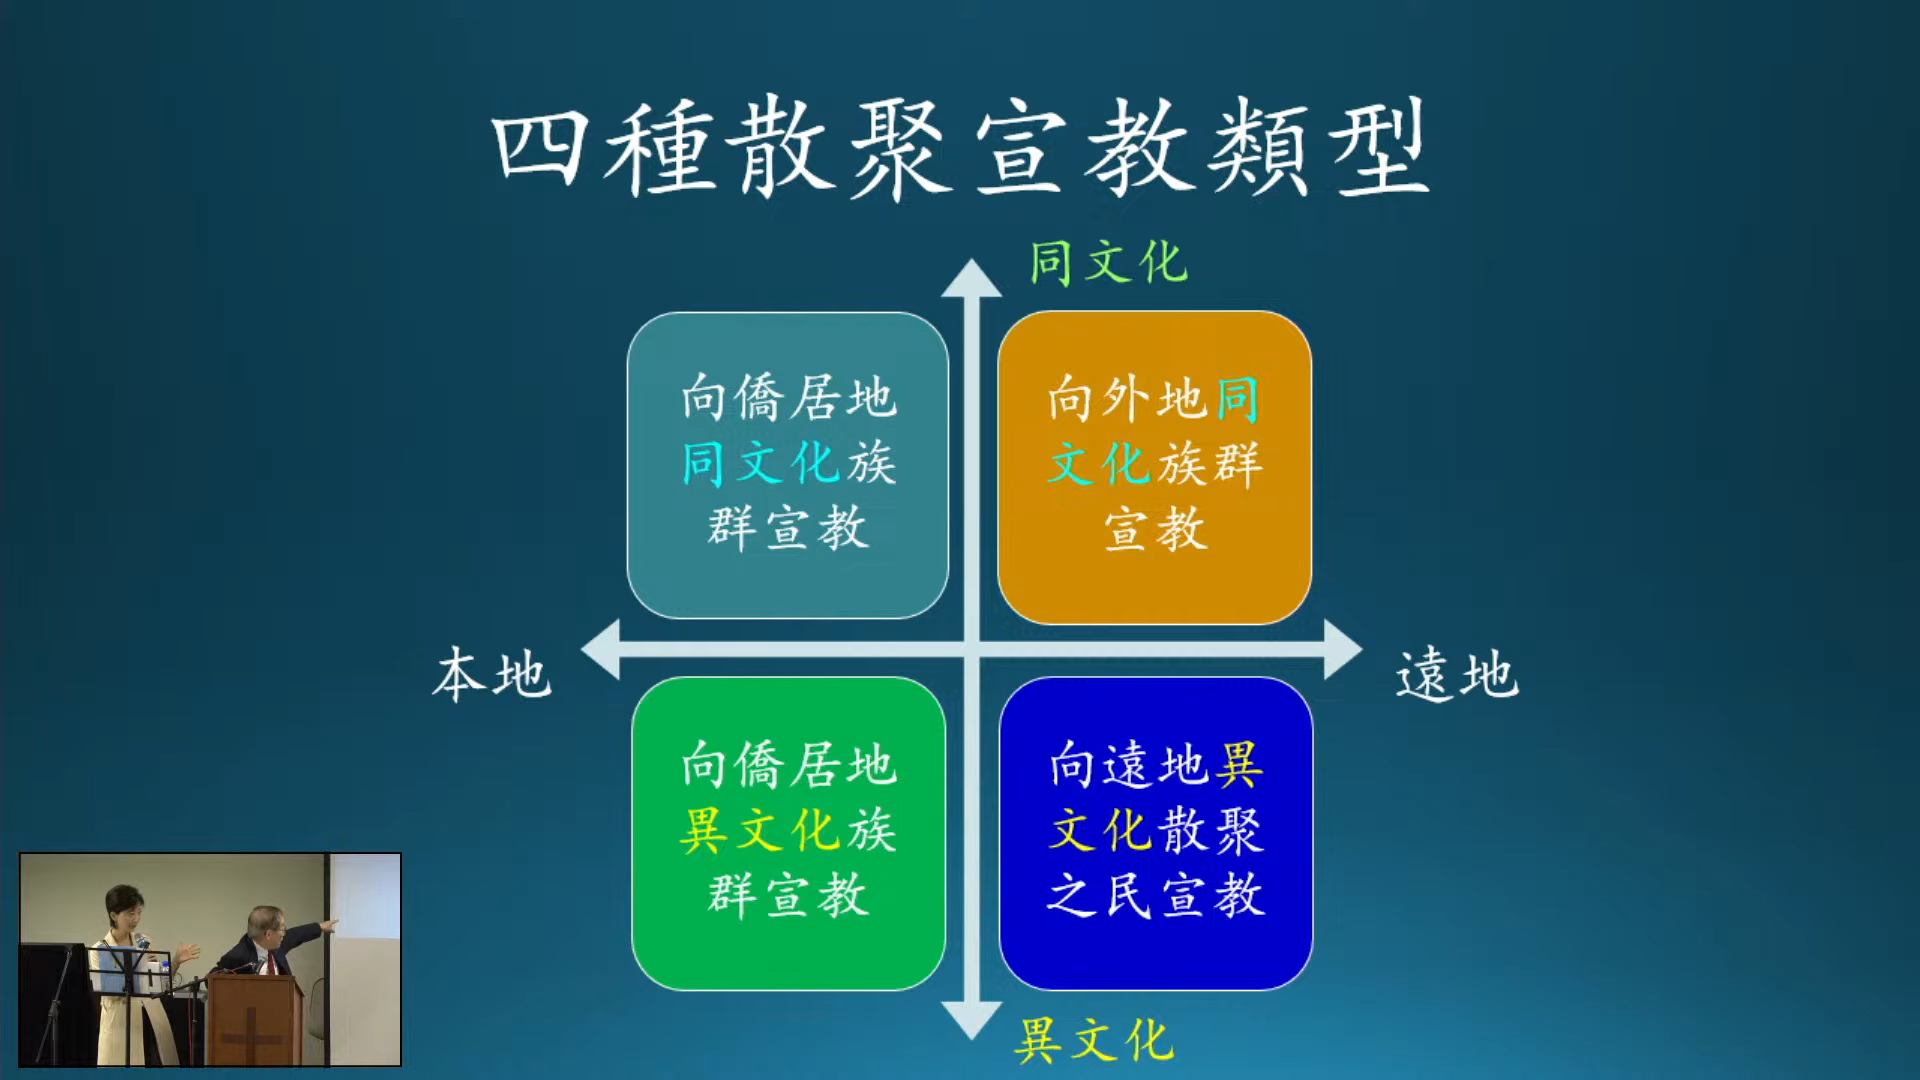 四種散聚宣教類型
同文化
向僑居地
同文化族
群宣教
向外地同
文化族群
宣教
本地
遠地
向僑居地
異文化族
群宣教
向遠地異
文化散聚
之民宣教
異文化